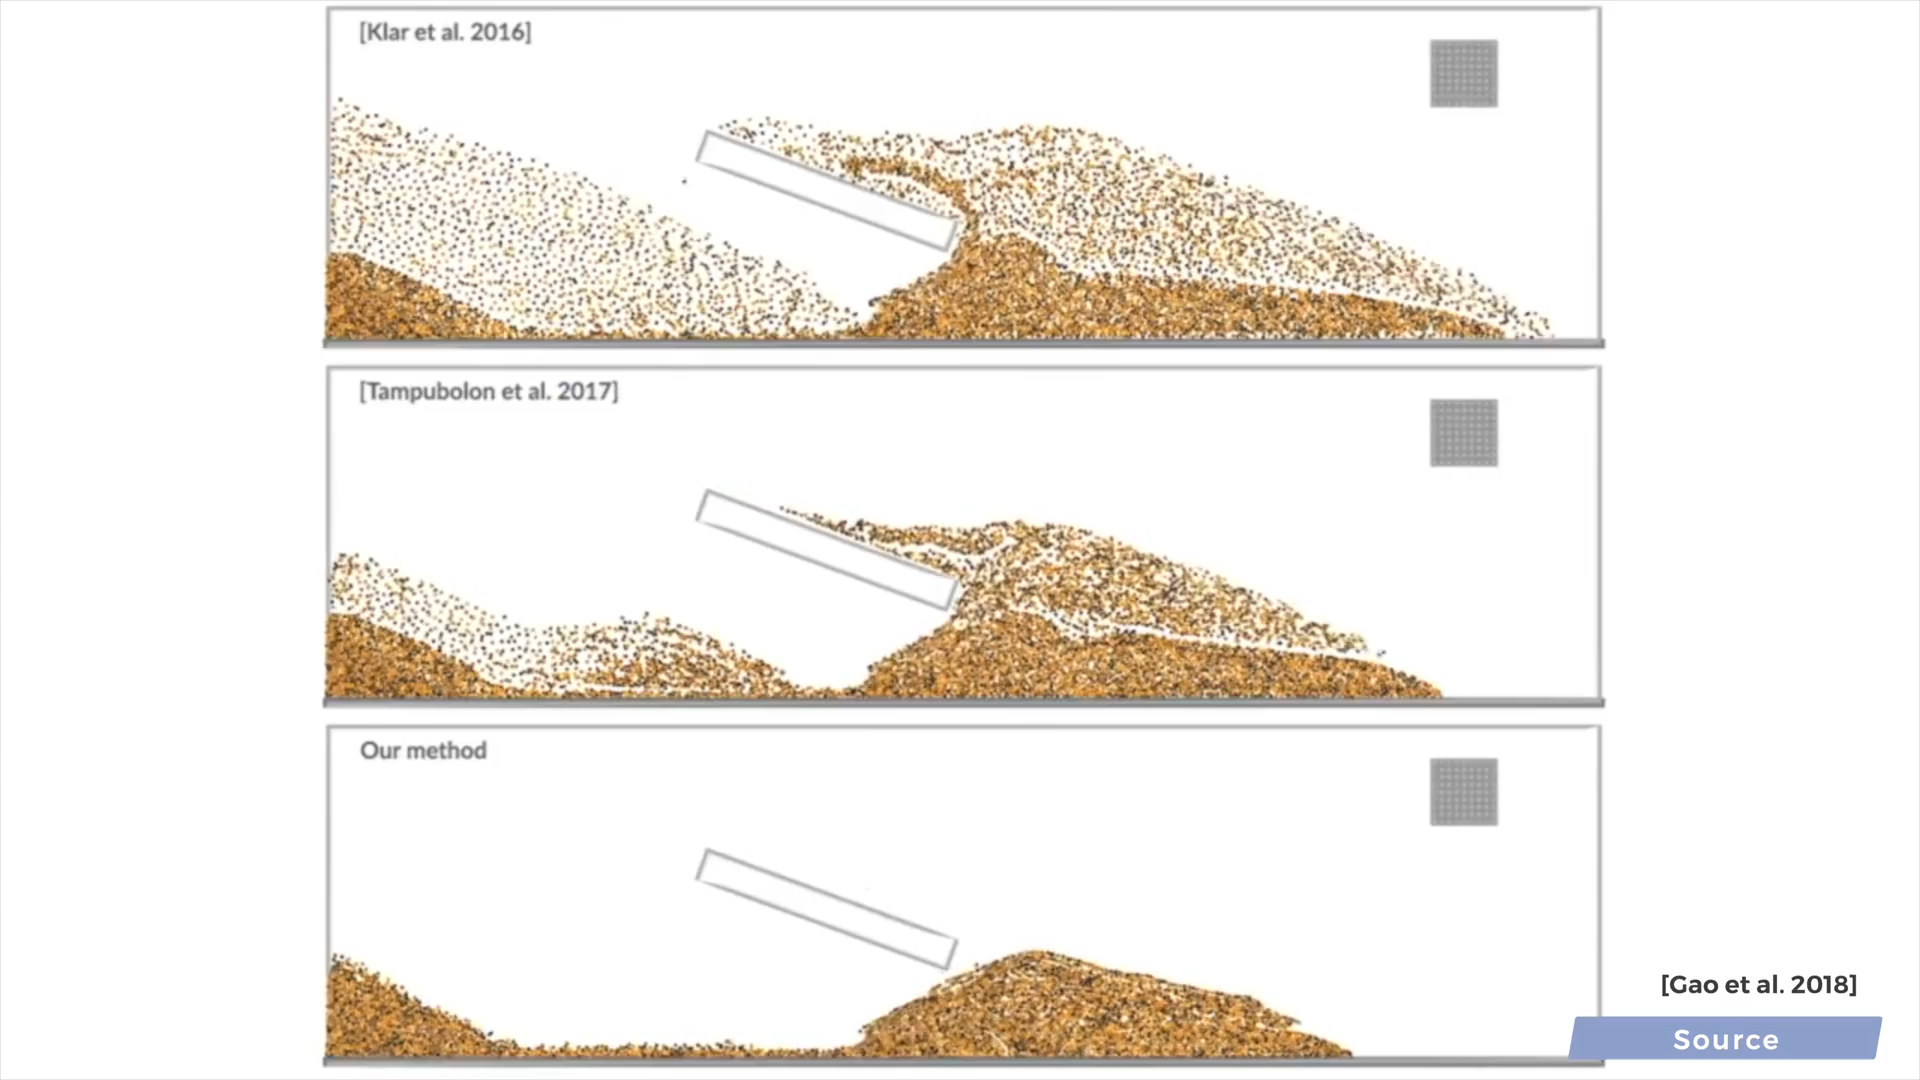 [Klar et al. 2016]
[Tampubolon et al. 2017]
Our method
[Gao et al. 2018]
Source